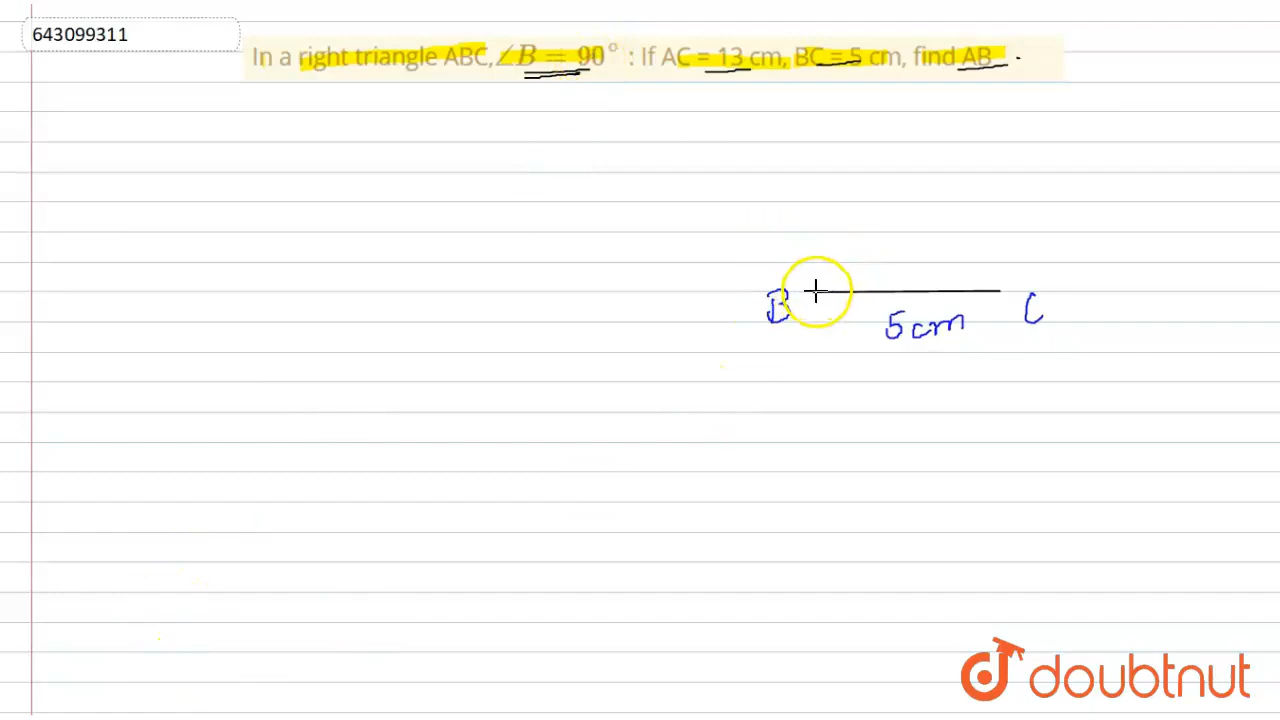 643099311
In a right triangle ABC,∠B = 90° : If AC = 13 cm, BC = 5 cm, find AB .
B C
5cm
doubtnut